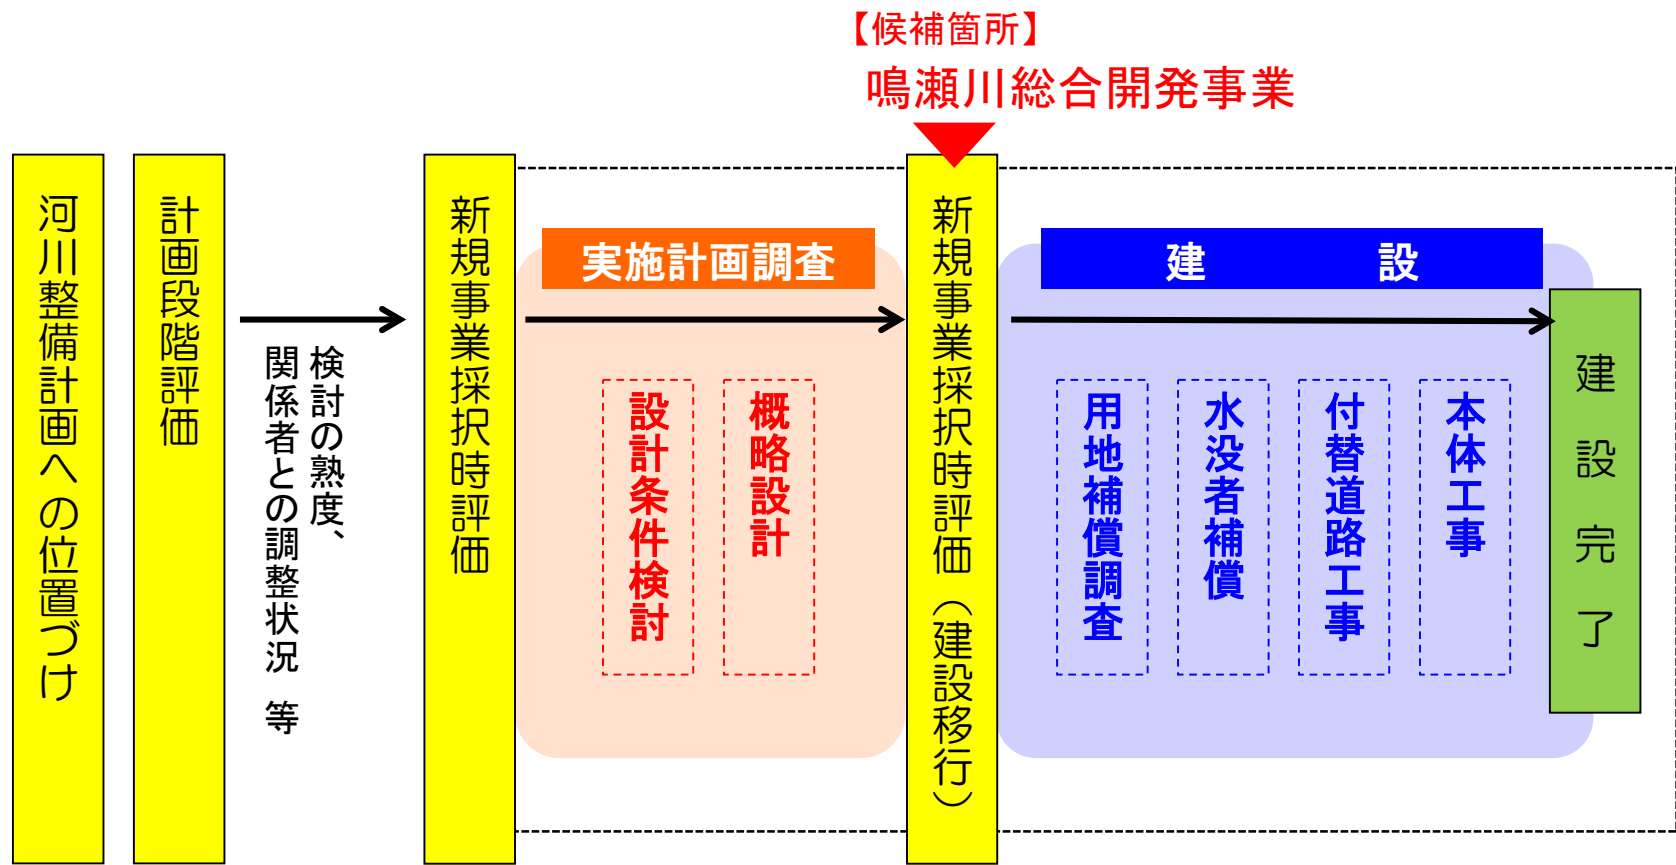 【候補箇所】
鳴瀬川総合開発事業
河川整備計画への位置づけ
計画段階評価
検討の熟度、
関係者との調整状況 等
新規事業採択時評価
実施計画調査
設計条件検討
概略設計
新規事業採択時評価（建設移行）
建設
用地補償調査
水没者補償
付替道路工事
本体工事
建設完了